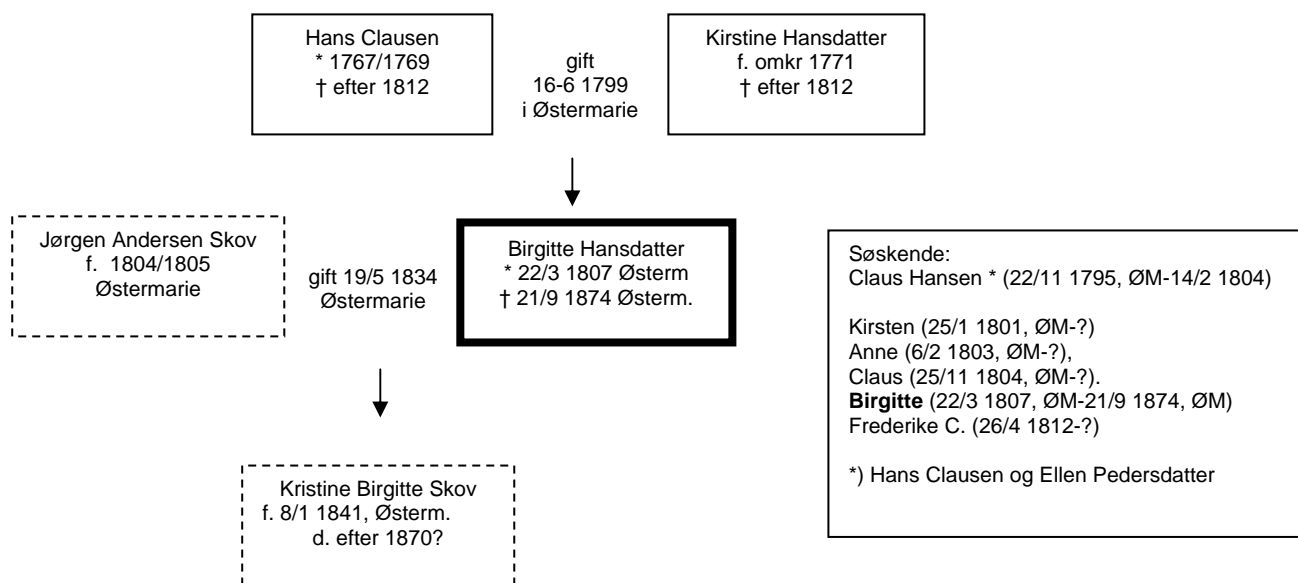 Hans Clausen
* 1767/1769
† efter 1812
gift
16-6 1799
i Østermarie
Kirstine Hansdatter
f. omkr 1771
† efter 1812
Jørgen Andersen Skov
f.  1804/1805
Østermarie
gift 19/5 1834
Østermarie
Birgitte Hansdatter
* 22/3 1807 Østerm
† 21/9 1874 Østerm.
Søskende:
Claus Hansen * (22/11 1795, ØM-14/2 1804)
Kirsten (25/1 1801, ØM-?)
Anne (6/2 1803, ØM-?),
Claus (25/11 1804, ØM-?).
Birgitte (22/3 1807, ØM-21/9 1874, ØM)
Frederike C. (26/4 1812-?)
*) Hans Clausen og Ellen Pedersdatter
Kristine Birgitte Skov
f. 8/1 1841, Østerm.
d. efter 1870?